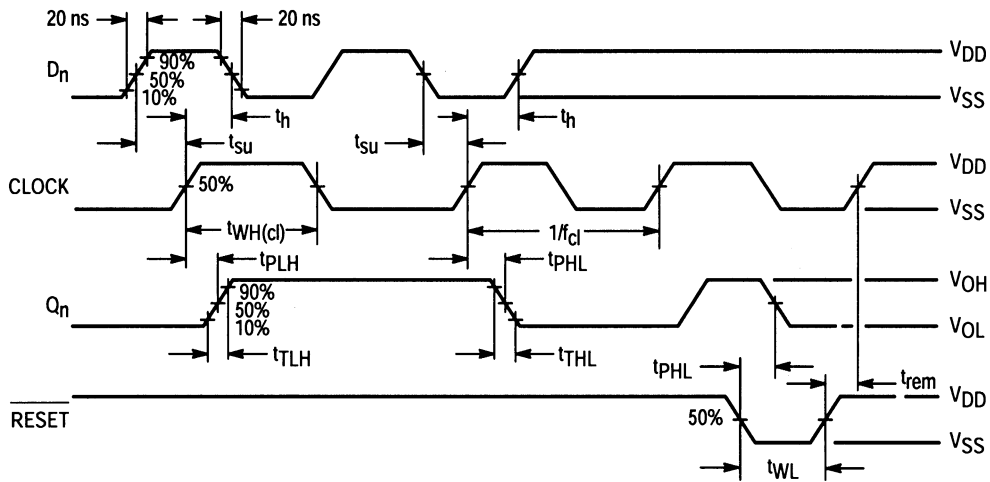 20 ns
20 ns
Dn
90%
50%
10%
VDD
VSS
th
th
tsu
tsu
CLOCK
50%
VDD
VSS
tWH(cl)
1/fcl
tPLH
tPHL
Qn
90%
50%
10%
VOH
VOL
tTLH
tTHL
tPHL
trem
RESET
50%
VDD
VSS
tWL